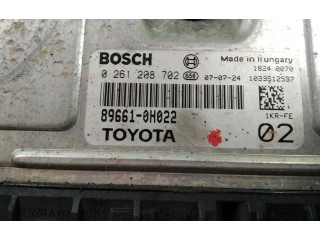 BOSCH
Made in Hungary
1824 0070
0 261 208 702 658 07-07-24 1033512537
89661-0H022
1KR-FE
TOYOTA
02